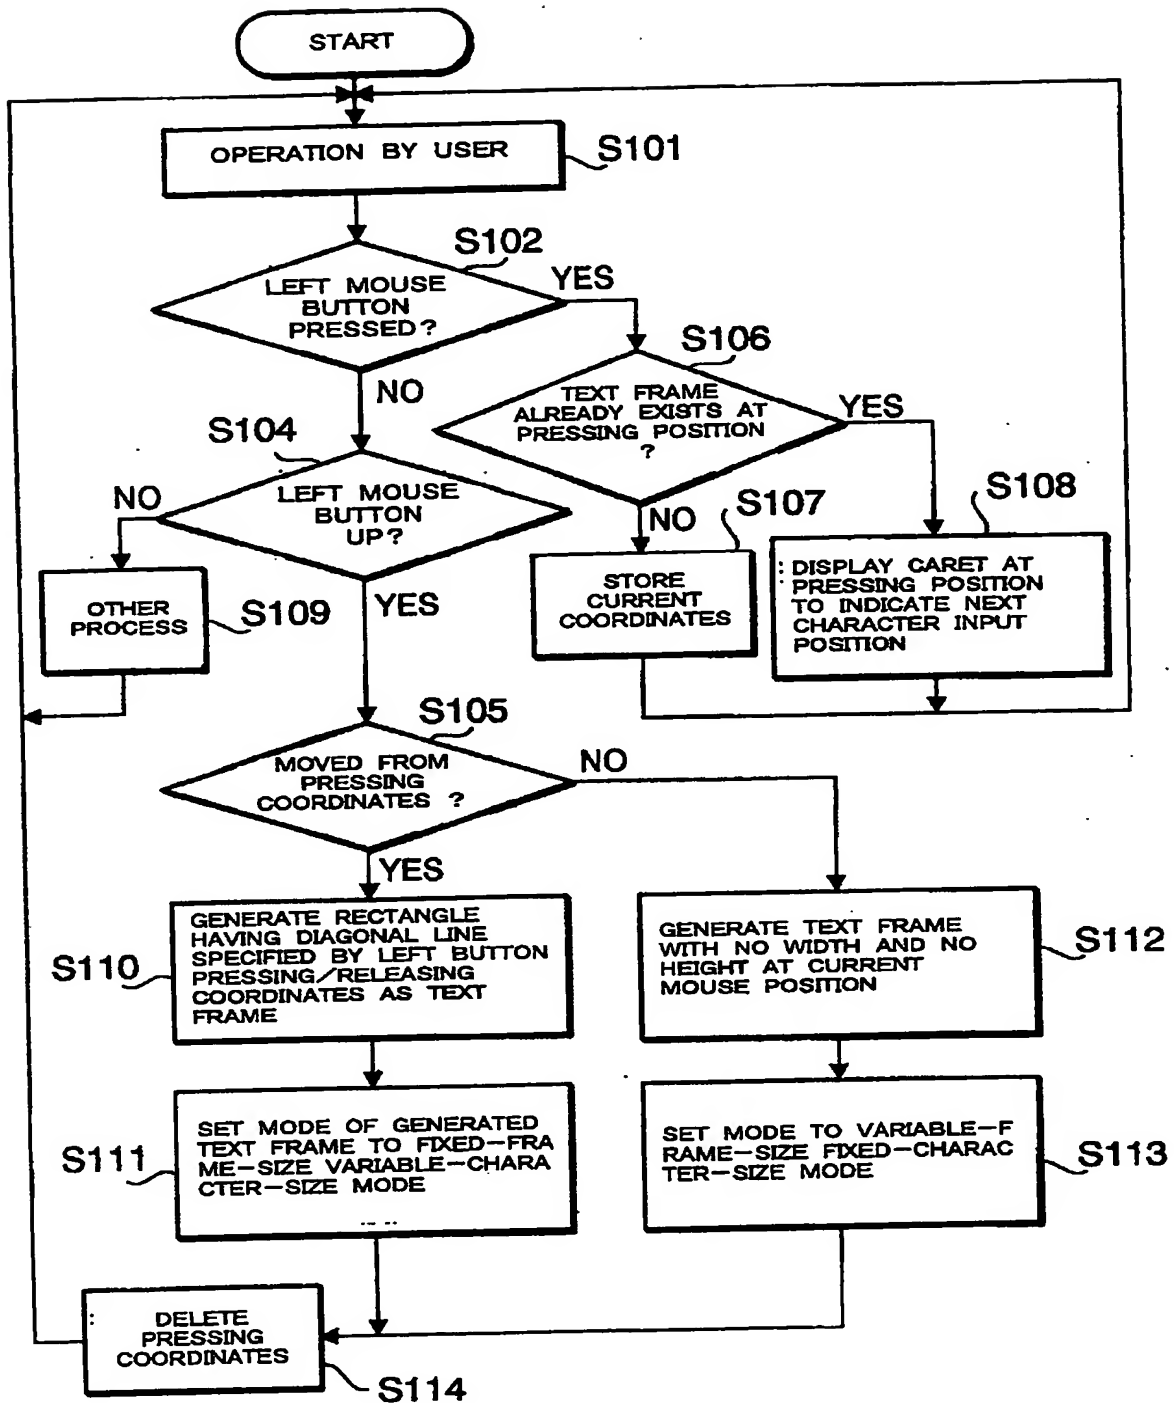 START
OPERATION BY USER
S101
S102
LEFT MOUSE
BUTTON
PRESSED?
YES
NO
S106
TEXT FRAME
ALREADY EXISTS AT
PRESSING POSITION
?
YES
NO
S104
LEFT MOUSE
BUTTON
UP?
NO
YES
S107
STORE
CURRENT
COORDINATES
S108
DISPLAY CARET AT
PRESSING POSITION
TO INDICATE NEXT
CHARACTER INPUT
POSITION
OTHER
PROCESS
S109
S105
MOVED FROM
PRESSING
COORDINATES ?
NO
YES
GENERATE RECTANGLE
HAVING DIAGONAL LINE
SPECIFIED BY LEFT BUTTON
PRESSING/RELEASING
COORDINATES AS TEXT
FRAME
S110
GENERATE TEXT FRAME
WITH NO WIDTH AND NO
HEIGHT AT CURRENT
MOUSE POSITION
S112
SET MODE OF GENERATED
TEXT FRAME TO FIXED-FRA
ME-SIZE VARIABLE-CHARA
CTER-SIZE MODE
S111
SET MODE TO VARIABLE-F
RAME-SIZE FIXED-CHARAC
TER-SIZE MODE
S113
DELETE
PRESSING
COORDINATES
S114